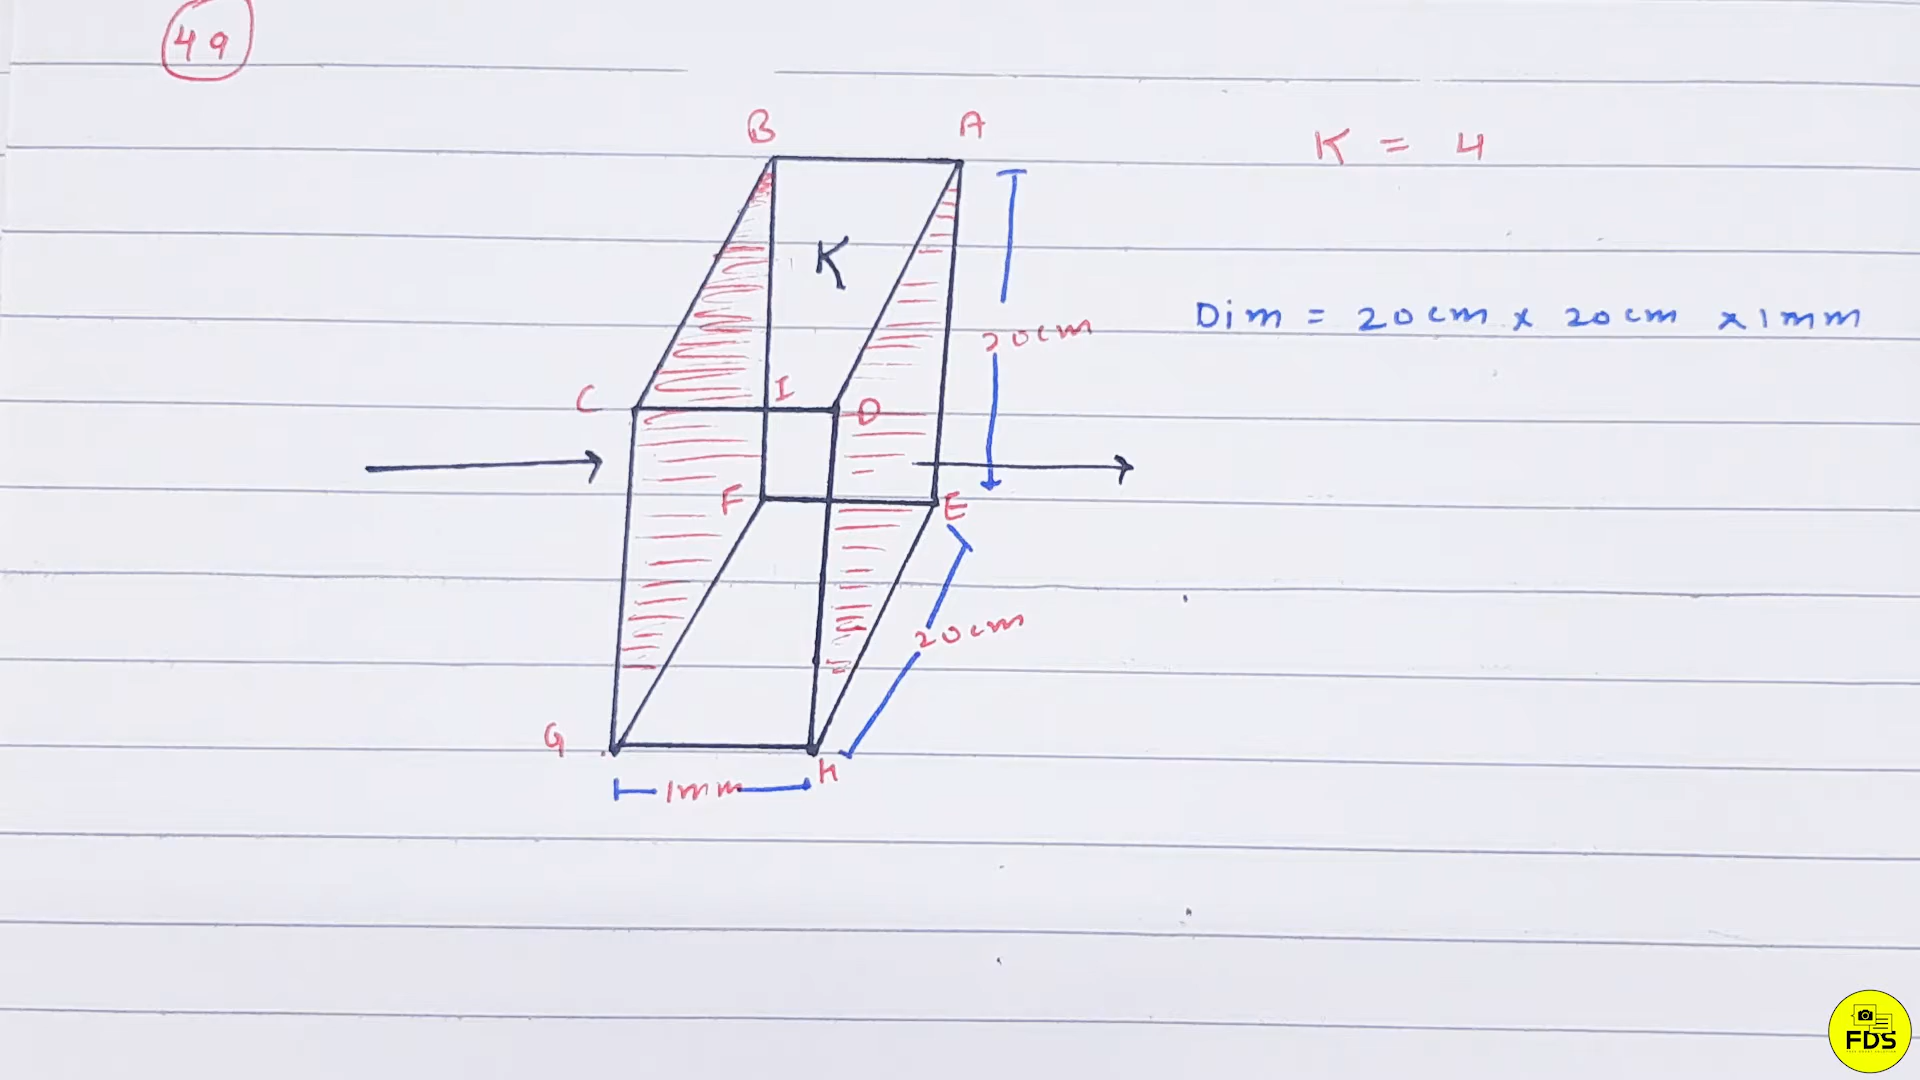 49
B A
K = 4
K
Dim = 20cm x 20cm x 1mm
20cm
C I D
F E
20cm
G H
1mm
FDS